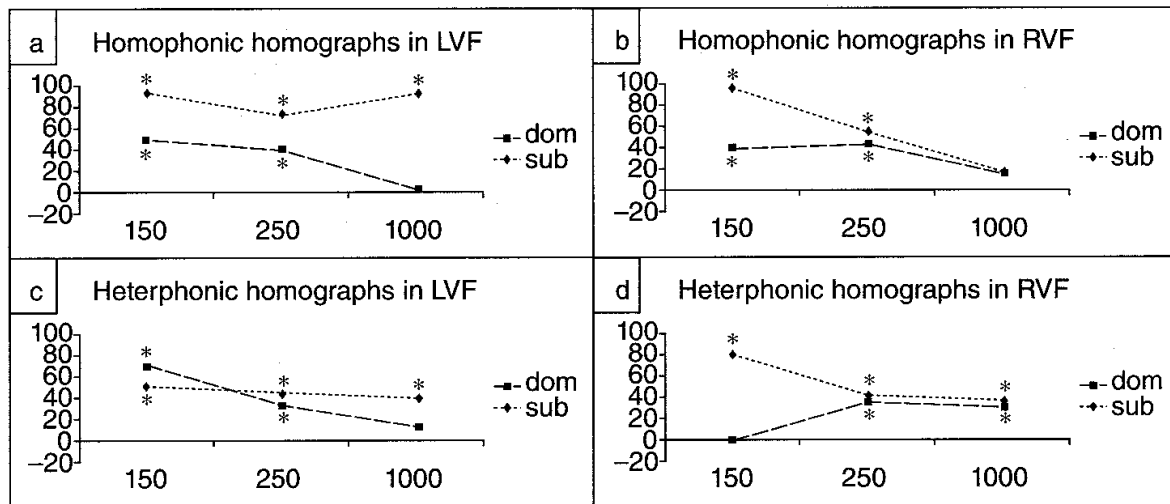 a Homophonic homographs in LVF
100
80
60
40
20
0
−20
* * *
* *
150 250 1000
dom
sub
b Homophonic homographs in RVF
100
80
60
40
20
0
−20
* *
* *
150 250 1000
dom
sub
c Heterphonic homographs in LVF
100
80
60
40
20
0
−20
* * *
* *
150 250 1000
dom
sub
d Heterphonic homographs in RVF
100
80
60
40
20
0
−20
* * *
* *
150 250 1000
dom
sub